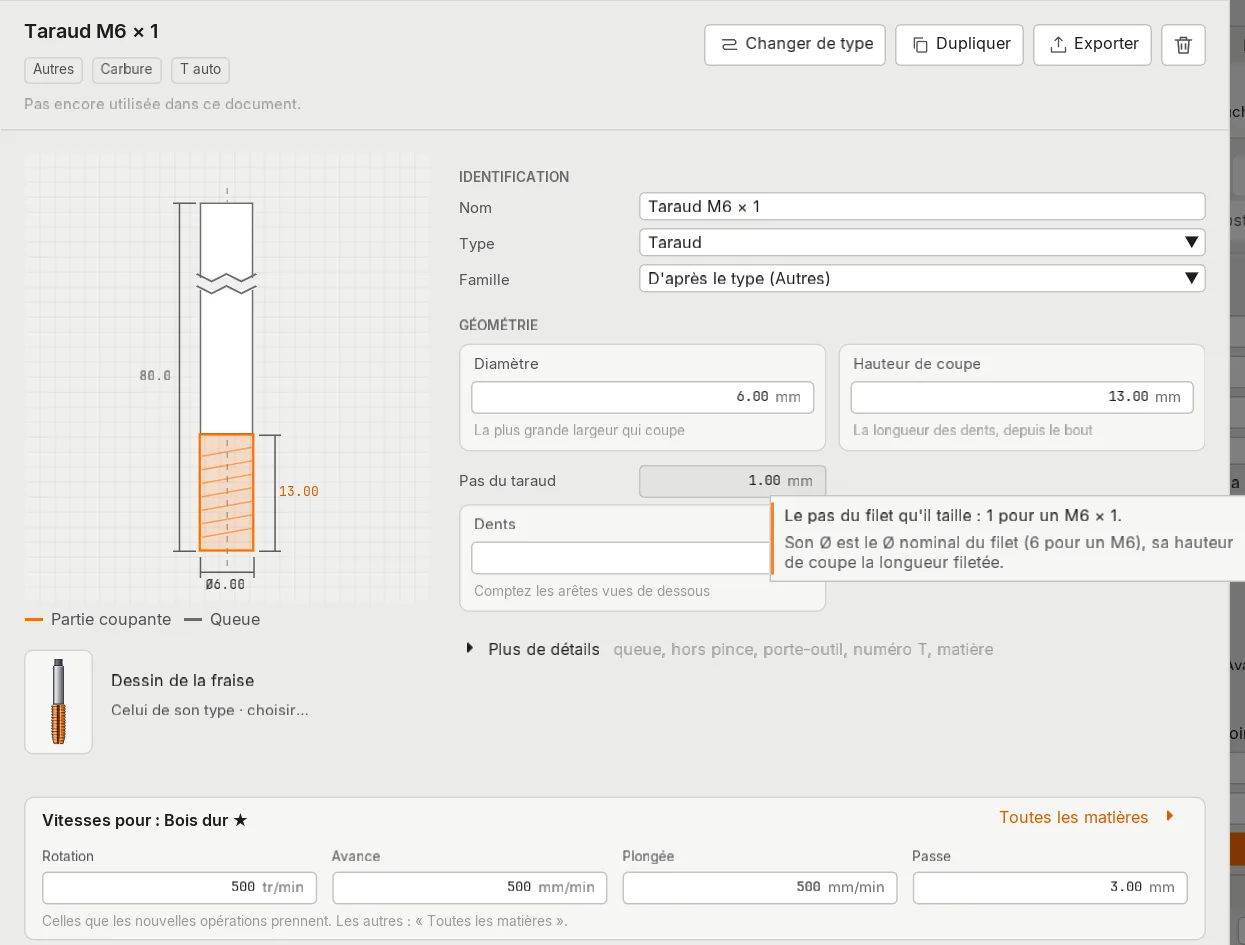 Taraud M6 × 1
Changer de type
Dupliquer
Exporter
Autres
Carbure
T auto
Pas encore utilisée dans ce document.
80.0
13.00
Ø6.00
Partie coupante
Queue
Dessin de la fraise
Celui de son type · choisir...
IDENTIFICATION
Nom
Taraud M6 × 1
Type
Taraud
Famille
D'après le type (Autres)
GÉOMÉTRIE
Diamètre
6.00 mm
La plus grande largeur qui coupe
Hauteur de coupe
13.00 mm
La longueur des dents, depuis le bout
Pas du taraud
1.00 mm
Le pas du filet qu'il taille : 1 pour un M6 × 1.
Son Ø est le Ø nominal du filet (6 pour un M6), sa hauteur
de coupe la longueur filetée.
Dents
Comptez les arêtes vues de dessous
Plus de détails
queue, hors pince, porte-outil, numéro T, matière
Vitesses pour : Bois dur ★
Toutes les matières
Rotation
500 tr/min
Avance
500 mm/min
Plongée
500 mm/min
Passe
3.00 mm
Celles que les nouvelles opérations prennent. Les autres : « Toutes les matières ».